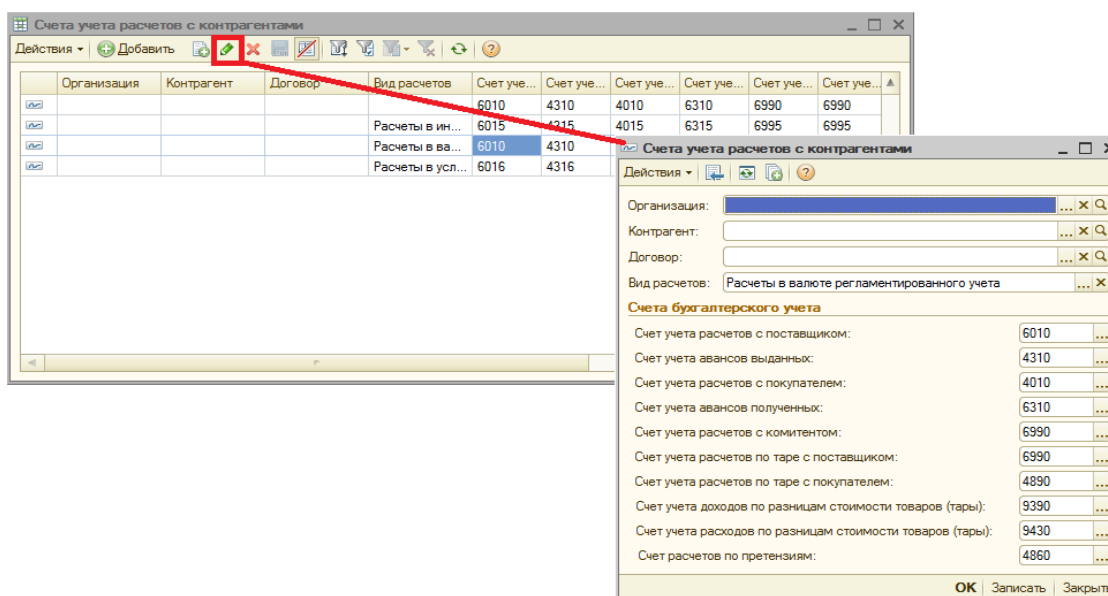 Счета учета расчетов с контрагентами
Действия Добавить
Организация Контрагент Договор Вид расчетов Счет уче... Счет уче... Счет уче... Счет уче... Счет уче... Счет уче...
6010 4310 4010 6310 6990 6990
Расчеты в ин... 6015 4315 4015 6315 6995 6995
Расчеты в ва... 6010 4310
Расчеты в усл... 6016 4316
Счета учета расчетов с контрагентами
Действия
Организация:
Контрагент:
Договор:
Вид расчетов: Расчеты в валюте регламентированного учета
Счета бухгалтерского учета
Счет учета расчетов с поставщиком: 6010
Счет учета авансов выданных: 4310
Счет учета расчетов с покупателем: 4010
Счет учета авансов полученных: 6310
Счет учета расчетов с комитентом: 6990
Счет учета расчетов по таре с поставщиком: 6990
Счет учета расчетов по таре с покупателем: 4890
Счет учета доходов по разницам стоимости товаров (тары): 9390
Счет учета расходов по разницам стоимости товаров (тары): 9430
Счет расчетов по претензиям: 4860
OK Записать Закрыть